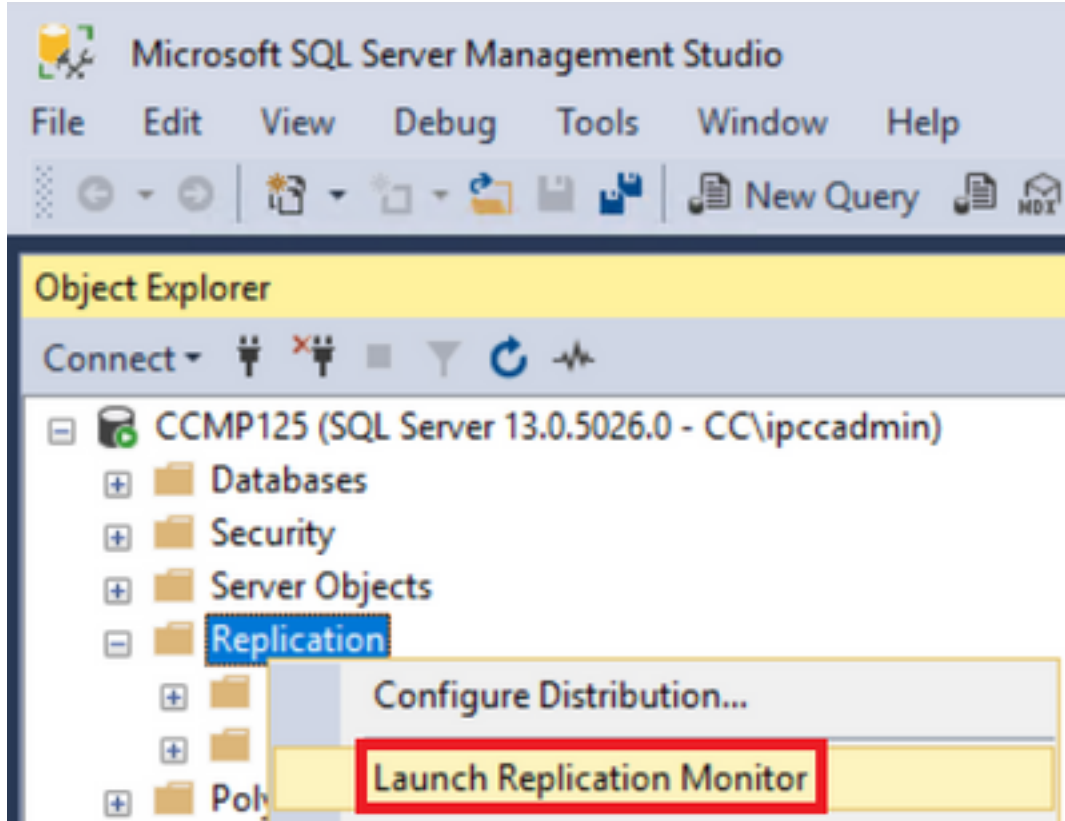 Microsoft SQL Server Management Studio
File Edit View Debug Tools Window Help
New Query MDX
Object Explorer
Connect
CCMP125 (SQL Server 13.0.5026.0 - CC\ipccadmin)
Databases
Security
Server Objects
Replication
Configure Distribution...
Launch Replication Monitor